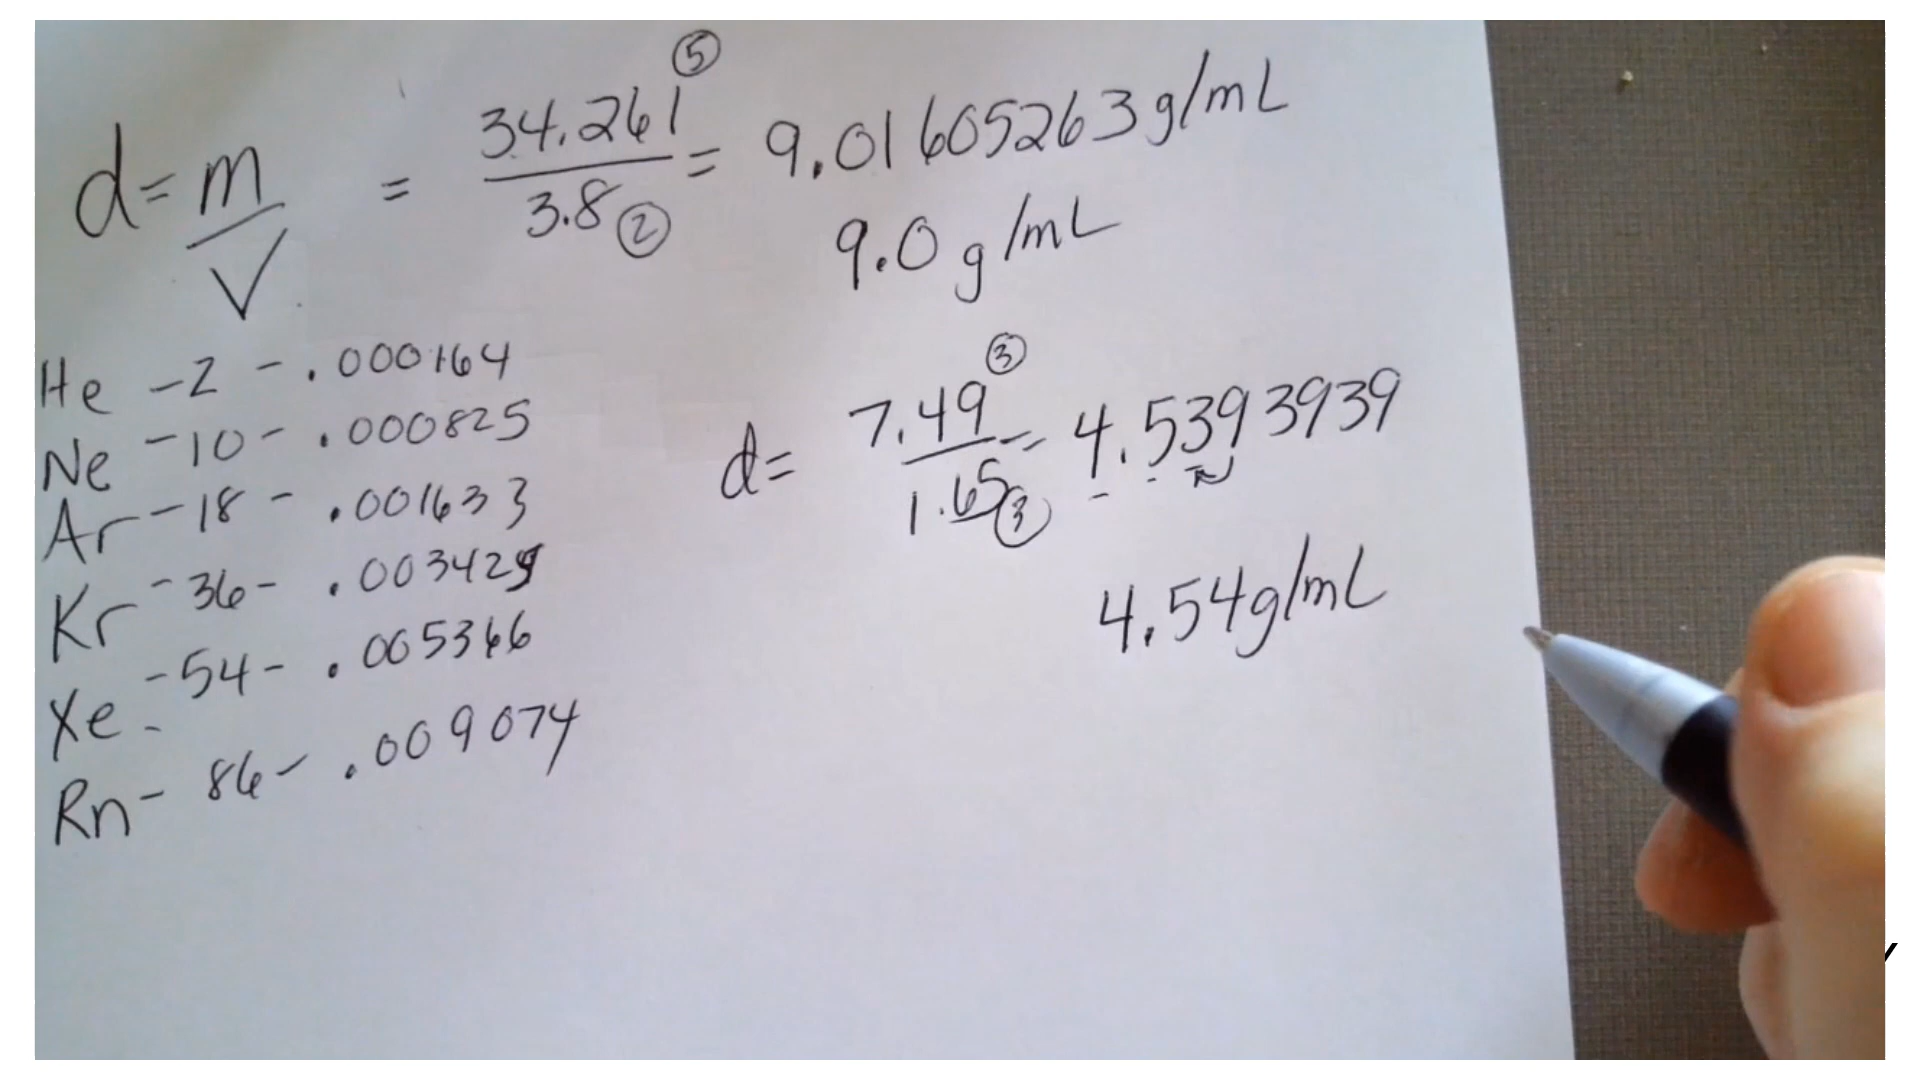 d = m/V = 34.261 ⑤ / 3.8 ② = 9.01605263 g/mL
9.0 g/mL
He - 2 - .000164
Ne - 10 - .000825
Ar - 18 - .001633
Kr - 36 - .003425
Xe - 54 - .005366
Rn - 86 - .009074
d = 7.49 ③ / 1.65 ③ = 4.5393939
4.54 g/mL